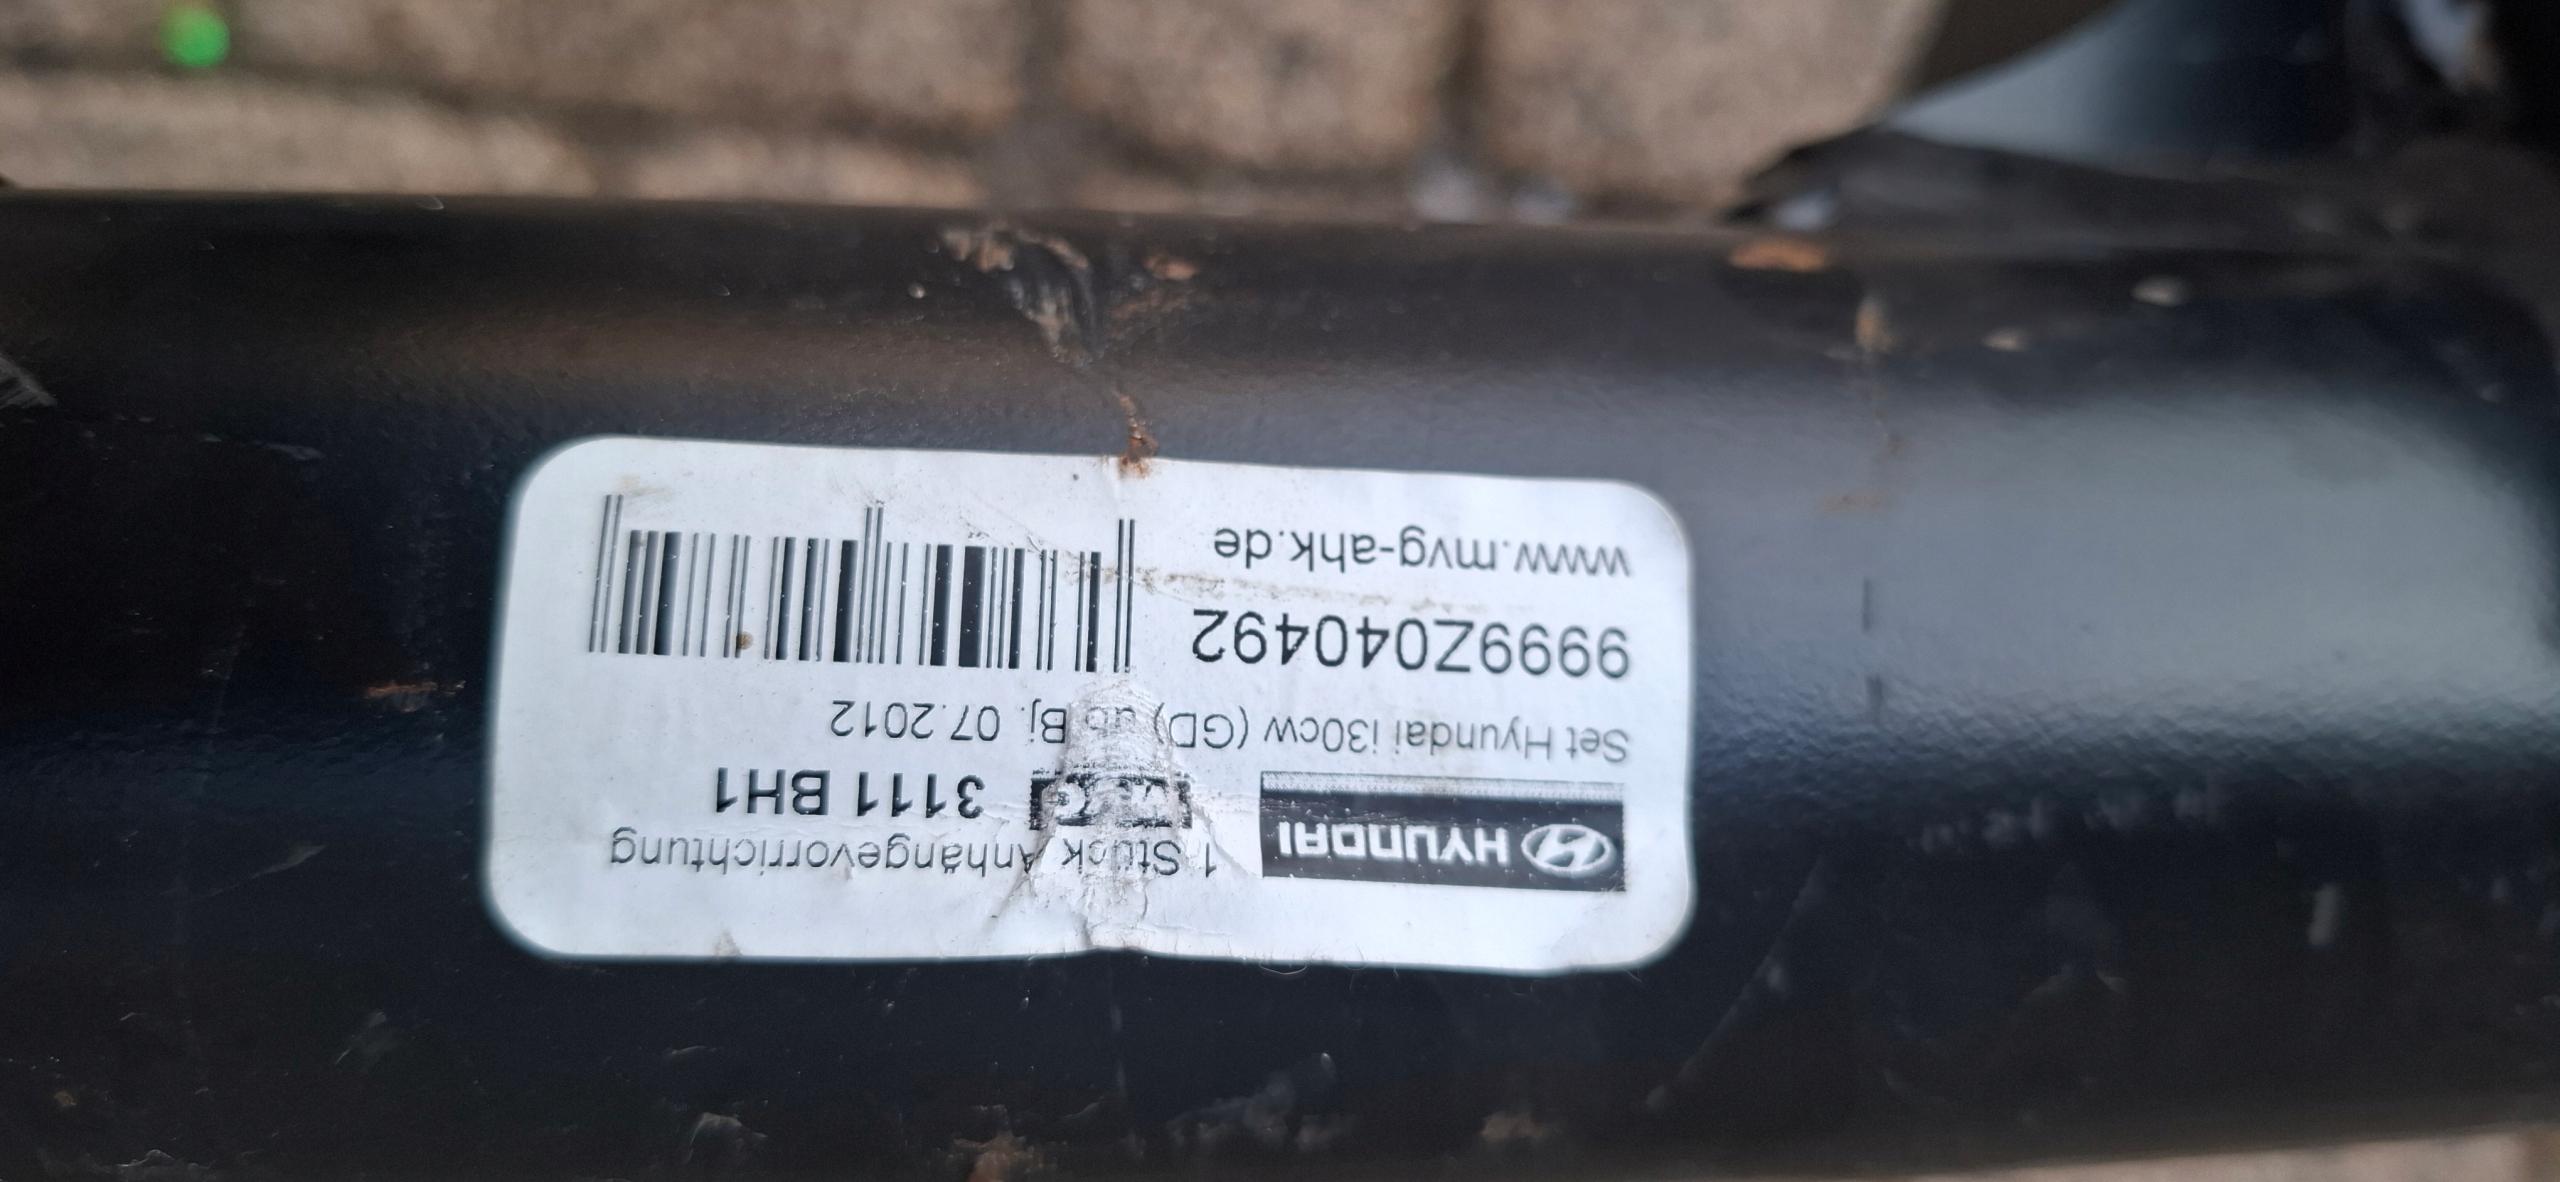 HYUNDAI
1 Stück Anhängevorrichtung
3111 BH1
Set Hyundai i30cw (GD) ab Bj. 07.2012
9999Z040492
www.mvg-ahk.de